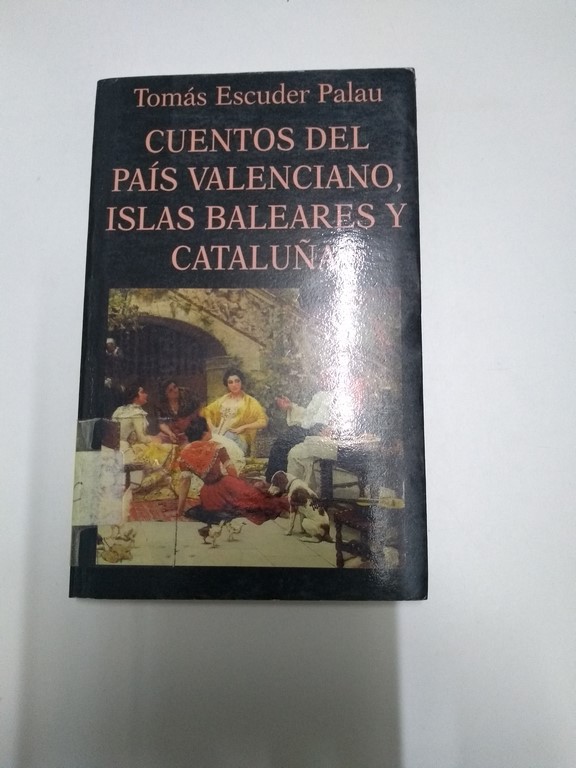 Tomás Escuder Palau
CUENTOS DEL
PAÍS VALENCIANO,
ISLAS BALEARES Y
CATALUÑA